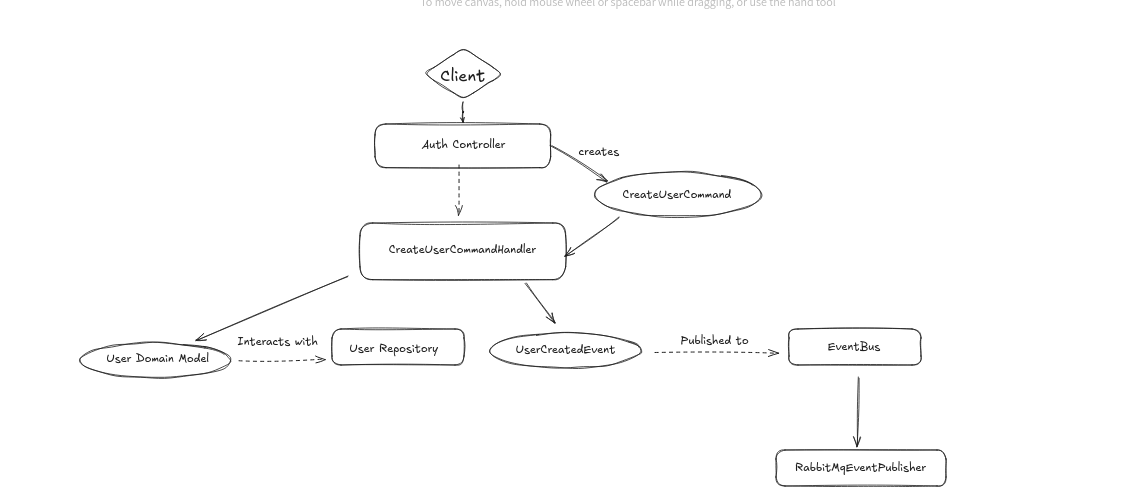 To move canvas, hold mouse wheel or spacebar while dragging, or use the hand tool
Client
Auth Controller
creates
CreateUserCommand
CreateUserCommandHandler
Interacts with
User Domain Model
User Repository
UserCreatedEvent
Published to
EventBus
RabbitMqEventPublisher